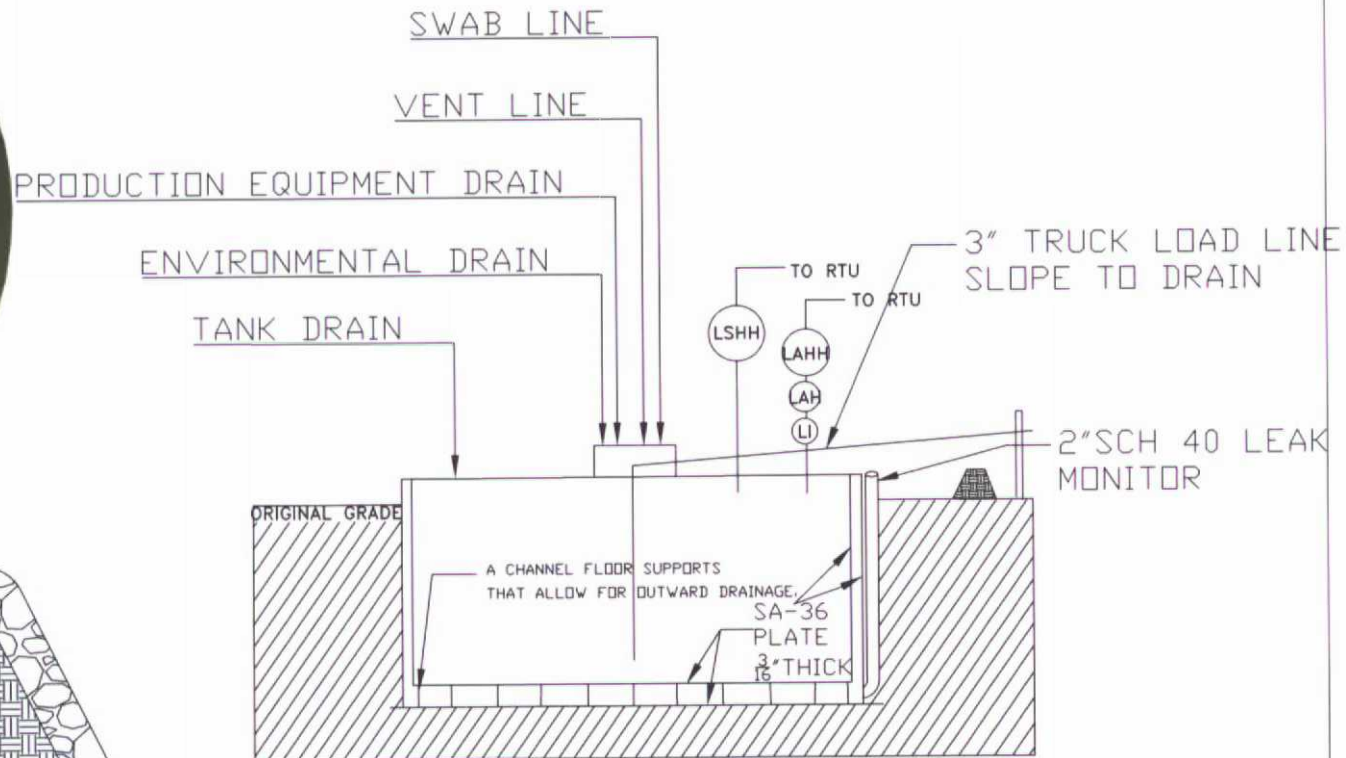 SWAB LINE
VENT LINE
PRODUCTION EQUIPMENT DRAIN
ENVIRONMENTAL DRAIN
TANK DRAIN
TO RTU
TO RTU
3" TRUCK LOAD LINE
SLOPE TO DRAIN
LSHH
LAHH
LAH
LI
2"SCH 40 LEAK
MONITOR
ORIGINAL GRADE
A CHANNEL FLOOR SUPPORTS
THAT ALLOW FOR OUTWARD DRAINAGE.
SA-36
PLATE
3/16" THICK